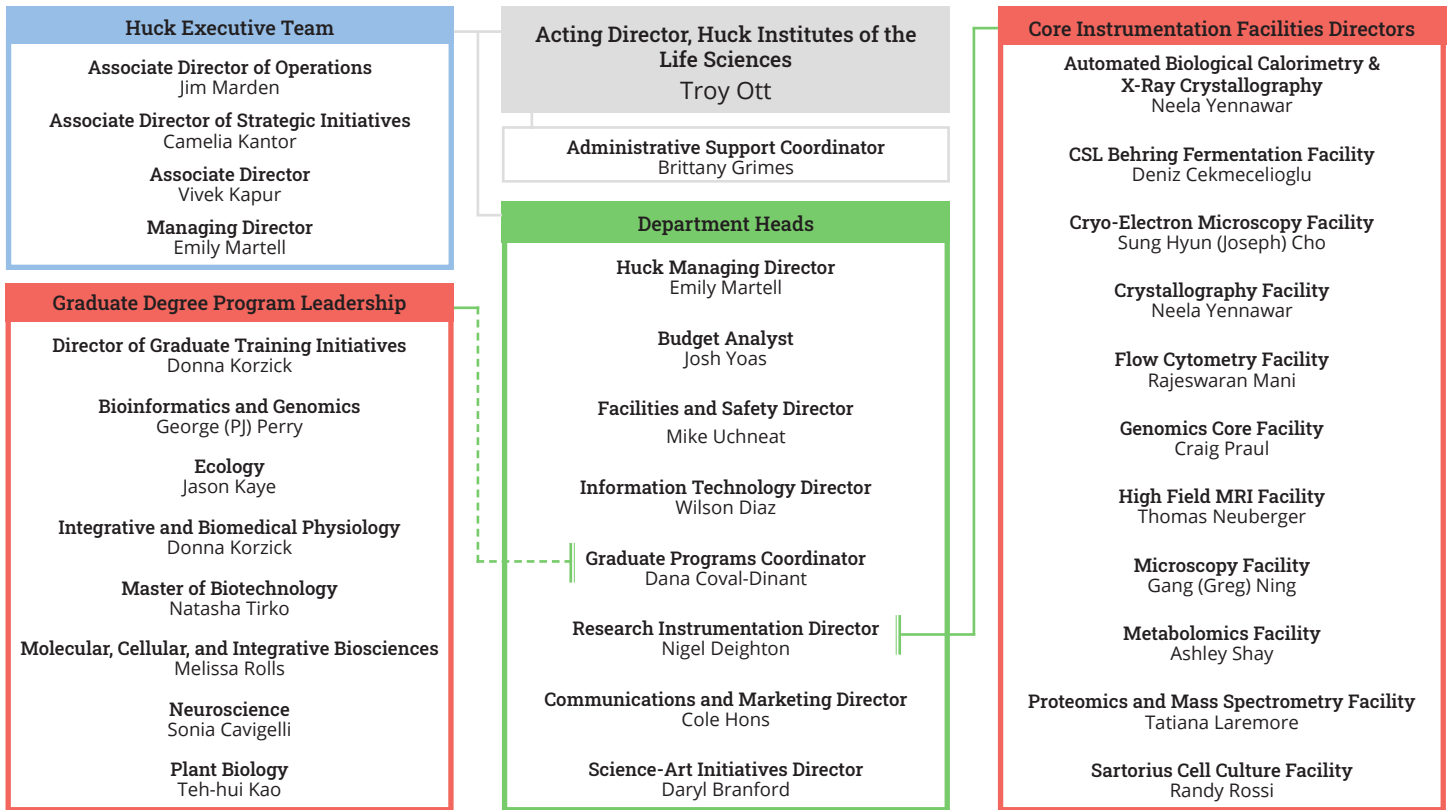 Huck Executive Team
Associate Director of Operations
Jim Marden
Associate Director of Strategic Initiatives
Camelia Kantor
Associate Director
Vivek Kapur
Managing Director
Emily Martell
Graduate Degree Program Leadership
Director of Graduate Training Initiatives
Donna Korzick
Bioinformatics and Genomics
George (PJ) Perry
Ecology
Jason Kaye
Integrative and Biomedical Physiology
Donna Korzick
Master of Biotechnology
Natasha Tirko
Molecular, Cellular, and Integrative Biosciences
Melissa Rolls
Neuroscience
Sonia Cavigelli
Plant Biology
Teh-hui Kao
Acting Director, Huck Institutes of the
Life Sciences
Troy Ott
Administrative Support Coordinator
Brittany Grimes
Department Heads
Huck Managing Director
Emily Martell
Budget Analyst
Josh Yoas
Facilities and Safety Director
Mike Uchneat
Information Technology Director
Wilson Diaz
Graduate Programs Coordinator
Dana Coval-Dinant
Research Instrumentation Director
Nigel Deighton
Communications and Marketing Director
Cole Hons
Science-Art Initiatives Director
Daryl Branford
Core Instrumentation Facilities Directors
Automated Biological Calorimetry &
X-Ray Crystallography
Neela Yennawar
CSL Behring Fermentation Facility
Deniz Cekmecelioglu
Cryo-Electron Microscopy Facility
Sung Hyun (Joseph) Cho
Crystallography Facility
Neela Yennawar
Flow Cytometry Facility
Rajeswaran Mani
Genomics Core Facility
Craig Praul
High Field MRI Facility
Thomas Neuberger
Microscopy Facility
Gang (Greg) Ning
Metabolomics Facility
Ashley Shay
Proteomics and Mass Spectrometry Facility
Tatiana Laremore
Sartorius Cell Culture Facility
Randy Rossi